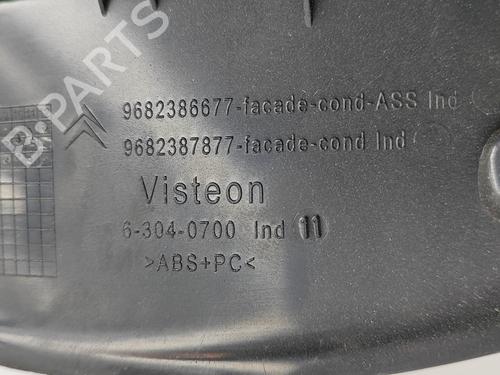 9682386677-facade-cond-ASS Ind
9682387877-facade-cond Ind
Visteon
6-304-0700 Ind 11
>ABS+PC<
B-PARTS